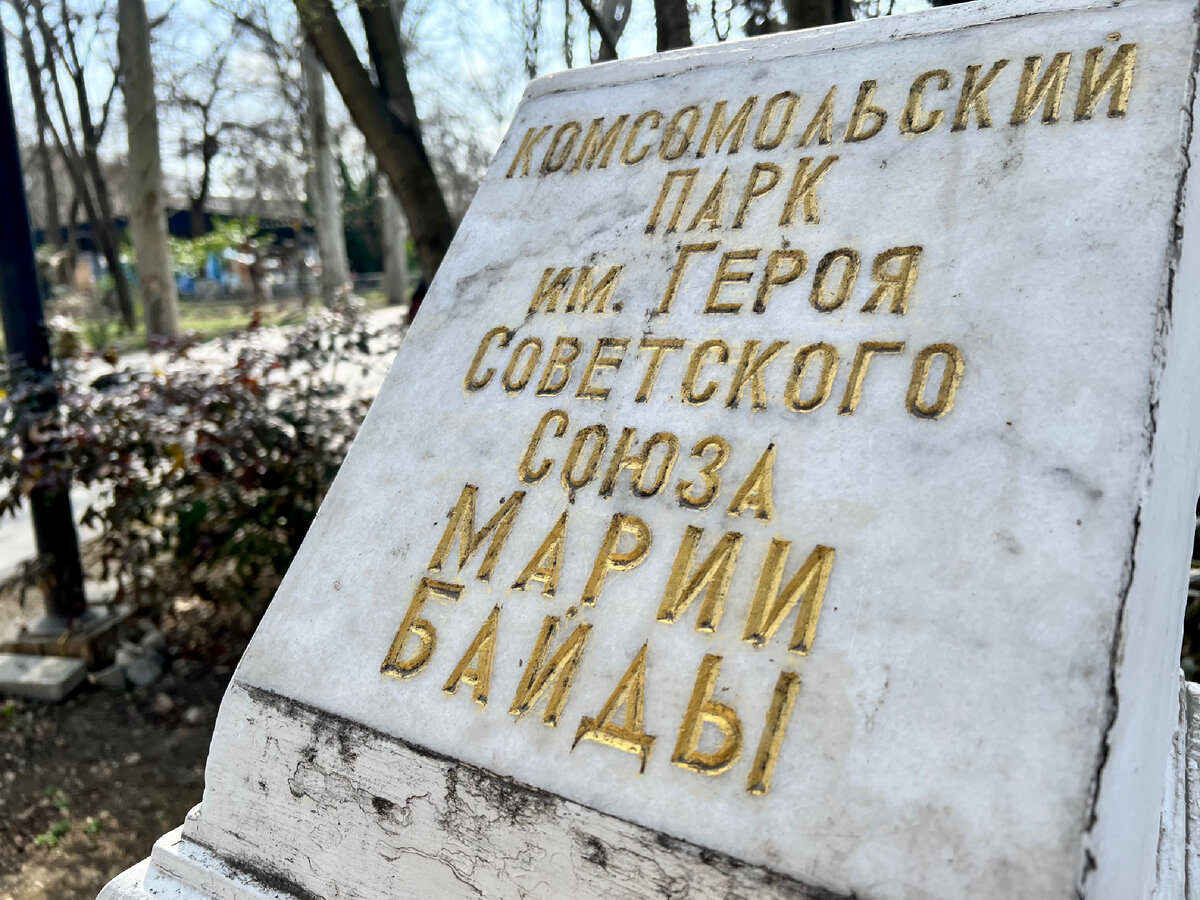 КОМСОМОЛЬСКИЙ
ПАРК
ИМ. ГЕРОЯ
СОВЕТСКОГО
СОЮЗА
МАРИИ
БАЙДЫ